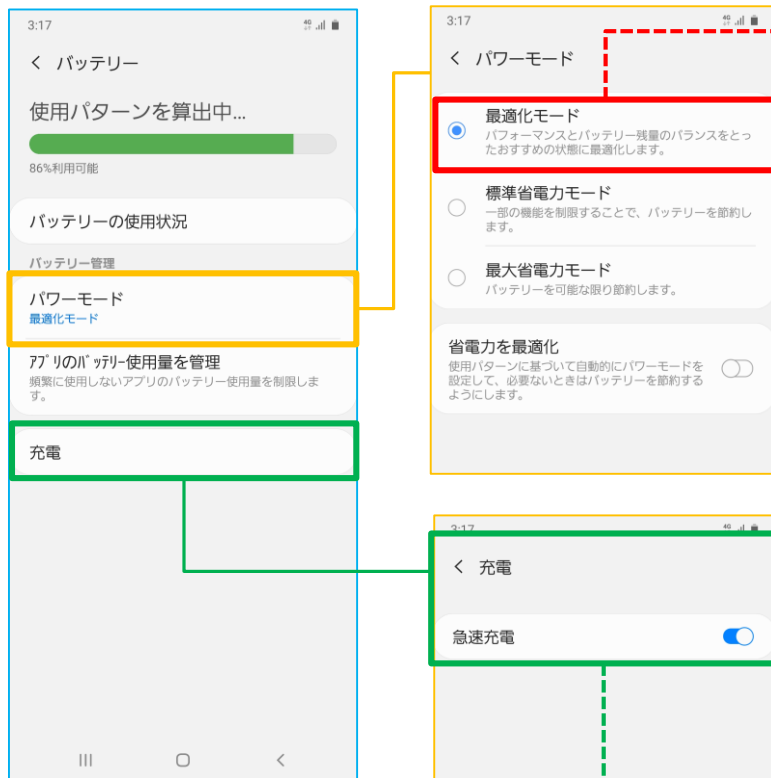 3:17
4G
バッテリー
使用パターンを算出中...
86%利用可能
バッテリーの使用状況
バッテリー管理
パワーモード
最適化モード
ｱﾌﾟﾘのﾊﾞｯﾃﾘｰ使用量を管理
頻繁に使用しないアプリのバッテリー使用量を制限しま
す。
充電
3:17
4G
パワーモード
最適化モード
パフォーマンスとバッテリー残量のバランスをとっ
たおすすめの状態に最適化します。
標準省電力モード
一部の機能を制限することで、バッテリーを節約し
ます。
最大省電力モード
バッテリーを可能な限り節約します。
省電力を最適化
使用パターンに基づいて自動的にパワーモードを
設定して、必要ないときはバッテリーを節約する
ようにします。
3:17
4G
充電
急速充電